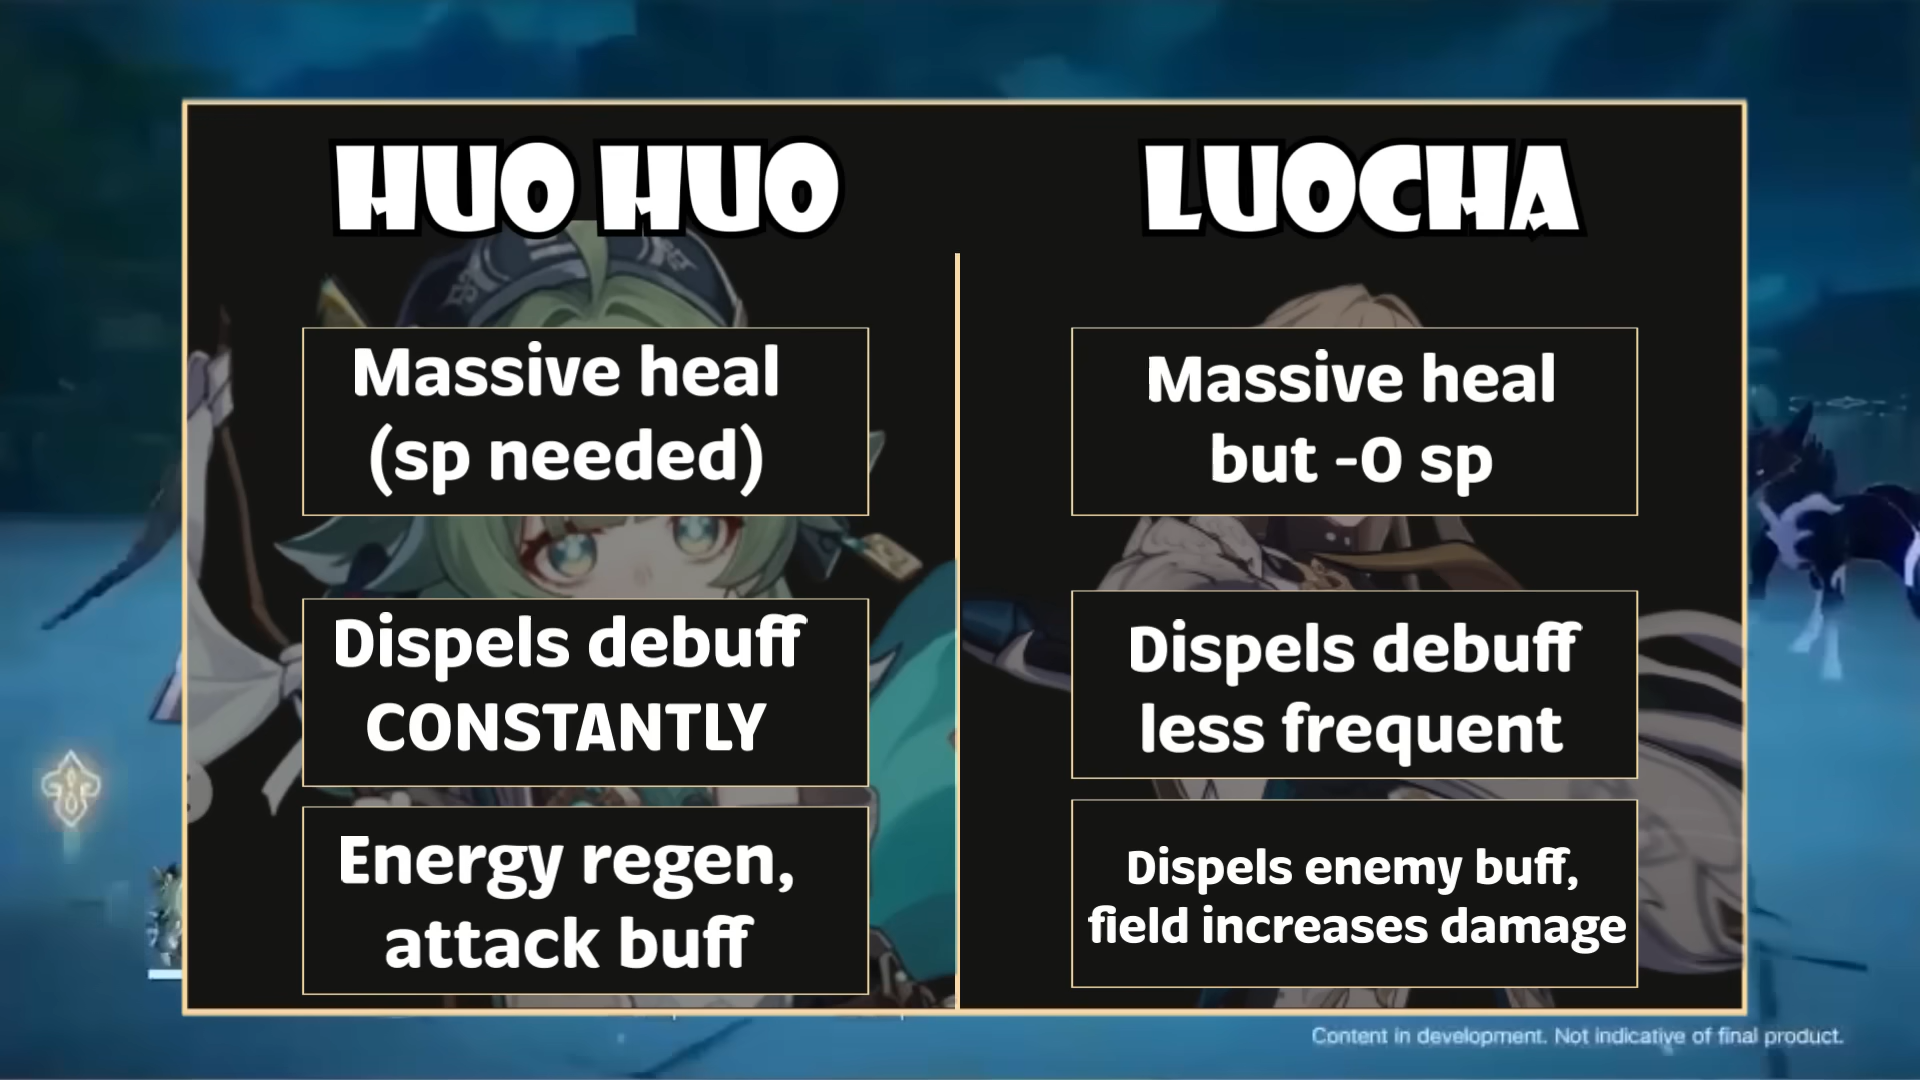 HUO HUO
Massive heal
(sp needed)
Dispels debuff
CONSTANTLY
Energy regen,
attack buff
LUOCHA
Massive heal
but -0 sp
Dispels debuff
less frequent
Dispels enemy buff,
field increases damage
Content in development. Not indicative of final product.